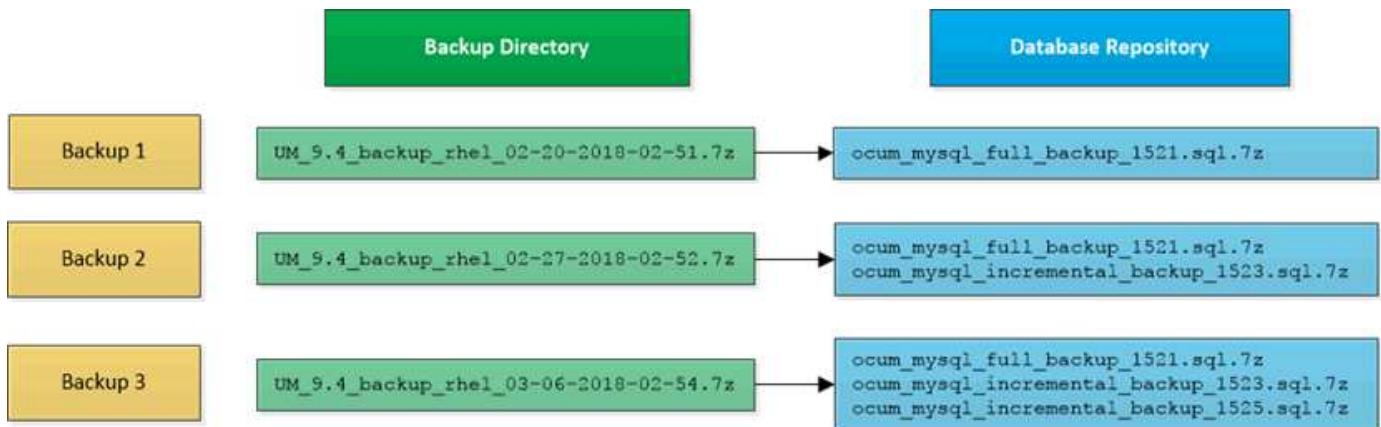 Backup Directory
Database Repository
Backup 1
UM_9.4_backup_rhel_02-20-2018-02-51.7z
ocum_mysql_full_backup_1521.sql.7z
Backup 2
UM_9.4_backup_rhel_02-27-2018-02-52.7z
ocum_mysql_full_backup_1521.sql.7z
ocum_mysql_incremental_backup_1523.sql.7z
Backup 3
UM_9.4_backup_rhel_03-06-2018-02-54.7z
ocum_mysql_full_backup_1521.sql.7z
ocum_mysql_incremental_backup_1523.sql.7z
ocum_mysql_incremental_backup_1525.sql.7z